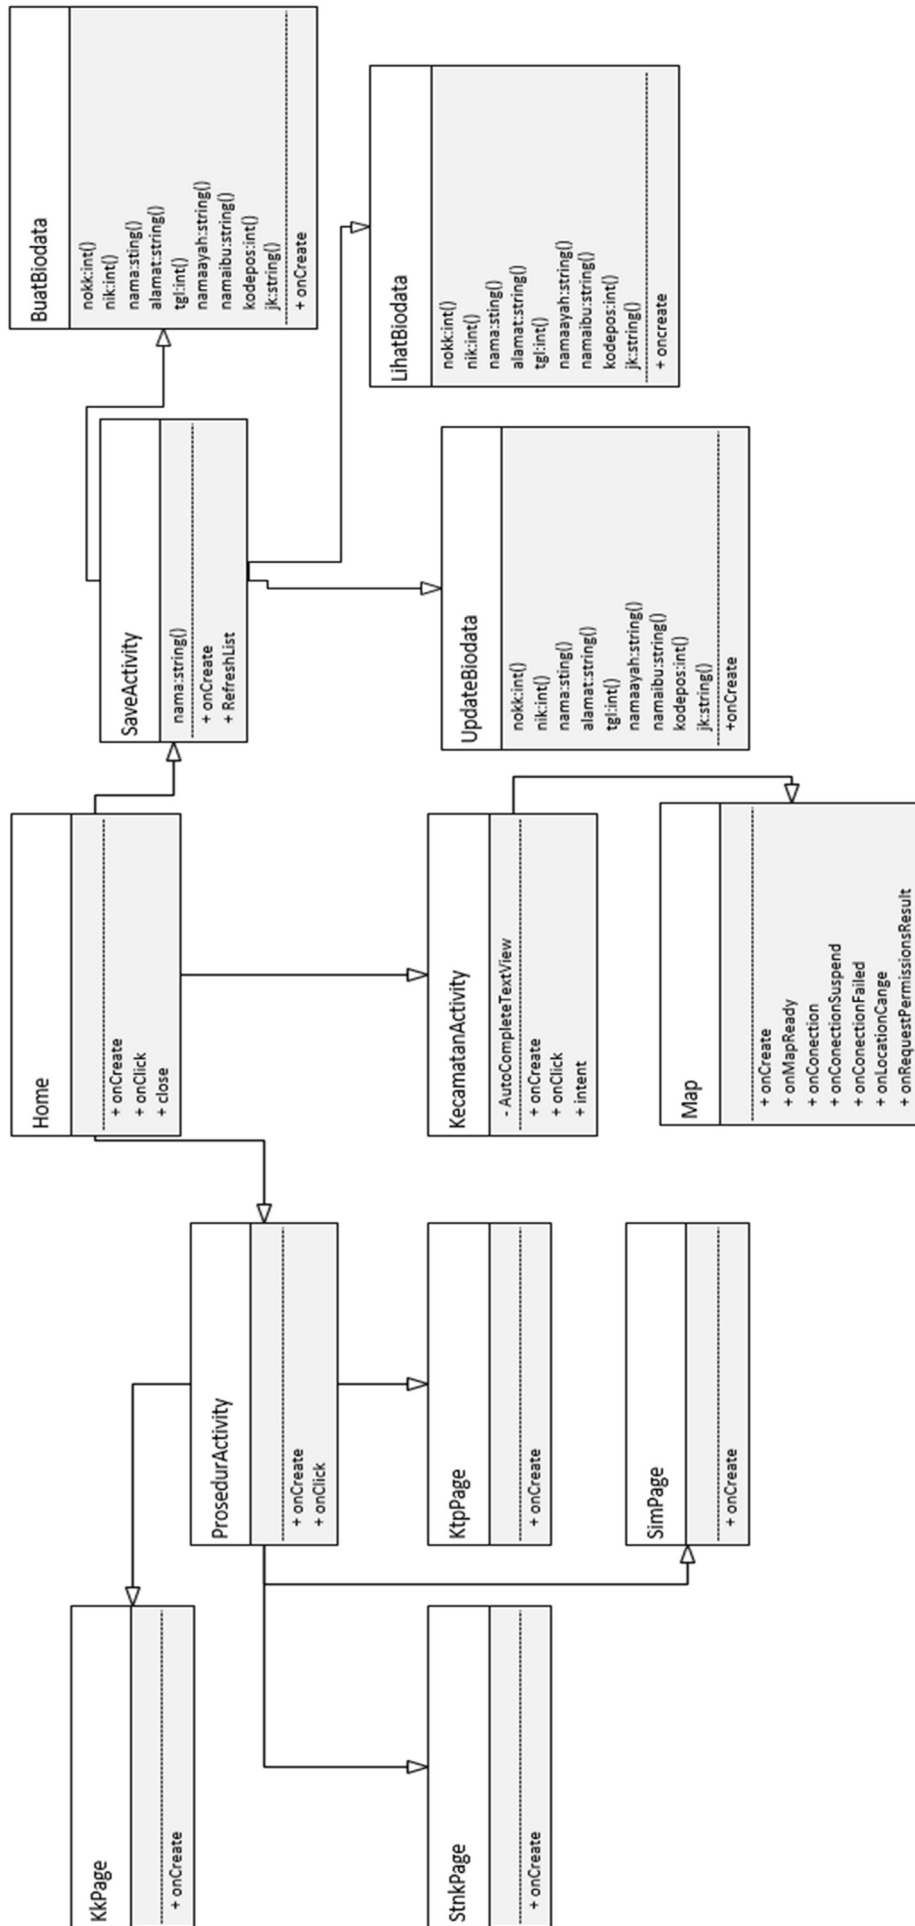 KkPage
+ onCreate
StnkPage
+ onCreate
ProsedurActivity
+ onCreate
+ onClick
KtpPage
+ onCreate
SimPage
+ onCreate
Home
+ onCreate
+ onClick
+ close
KecamatanActivity
- AutoCompleteTextView
+ onCreate
+ onClick
+ intent
Map
+ onCreate
+ onMapReady
+ onConection
+ onConectionSuspend
+ onConectionFailed
+ onLocationCange
+ onRequestPermissionsResult
SaveActivity
nama:string()
+ onCreate
+ RefreshList
UpdateBiodata
nokk:int()
nik:int()
nama:sting()
alamat:string()
tgl:int()
namaayah:string()
namaibu:string()
kodepos:int()
jk:string()
+onCreate
BuatBiodata
nokk:int()
nik:int()
nama:sting()
alamat:string()
tgl:int()
namaayah:string()
namaibu:string()
kodepos:int()
jk:string()
+ onCreate
LihatBiodata
nokk:int()
nik:int()
nama:sting()
alamat:string()
tgl:int()
namaayah:string()
namaibu:string()
kodepos:int()
jk:string()
+ oncreate